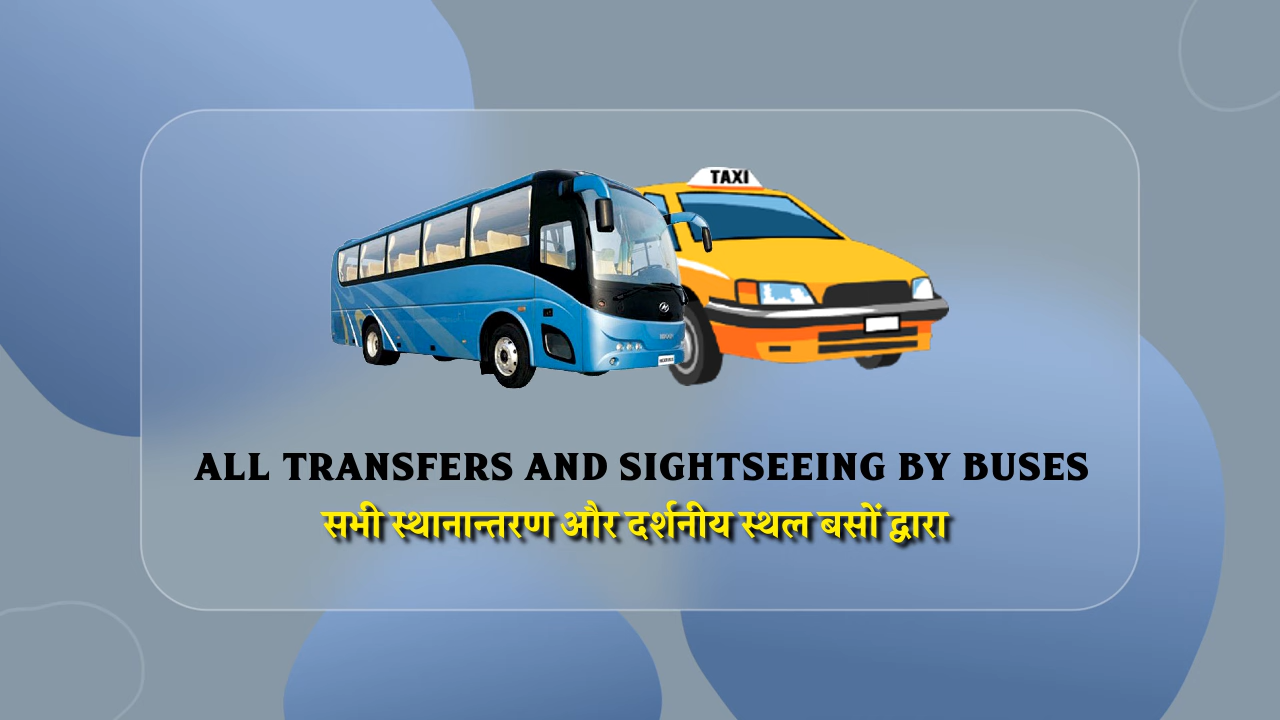 TAXI
ALL TRANSFERS AND SIGHTSEEING BY BUSES
सभी स्थानान्तरण और दर्शनीय स्थल बसों द्वारा